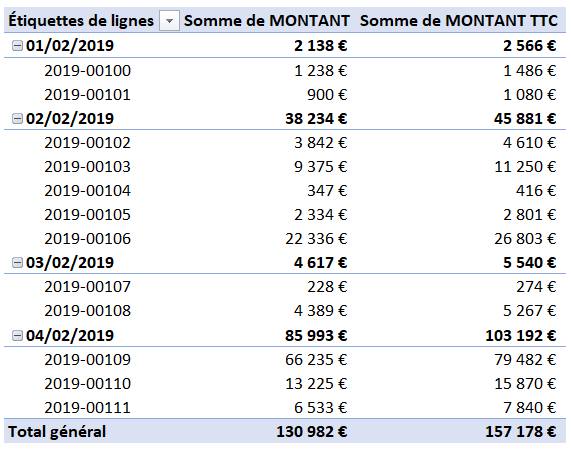 Étiquettes de lignes Somme de MONTANT Somme de MONTANT TTC
01/02/2019 2 138 € 2 566 €
2019-00100 1 238 € 1 486 €
2019-00101 900 € 1 080 €
02/02/2019 38 234 € 45 881 €
2019-00102 3 842 € 4 610 €
2019-00103 9 375 € 11 250 €
2019-00104 347 € 416 €
2019-00105 2 334 € 2 801 €
2019-00106 22 336 € 26 803 €
03/02/2019 4 617 € 5 540 €
2019-00107 228 € 274 €
2019-00108 4 389 € 5 267 €
04/02/2019 85 993 € 103 192 €
2019-00109 66 235 € 79 482 €
2019-00110 13 225 € 15 870 €
2019-00111 6 533 € 7 840 €
Total général 130 982 € 157 178 €